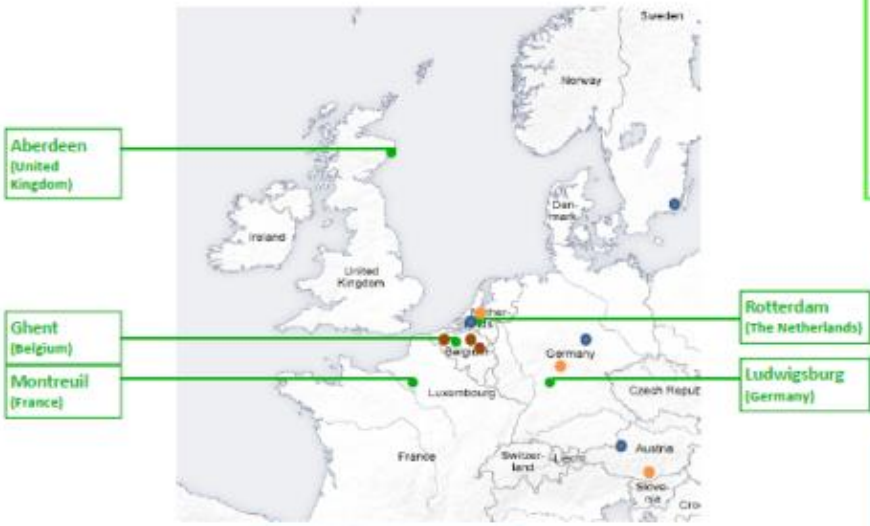 Sweden
Norway
Aberdeen
(United
Kingdom)
Den-
mark
Ireland
United
Kingdom
Rotterdam
(The Netherlands)
Ghent
(Belgium)
Belgium
Germany
Montreuil
(France)
Ludwigsburg
(Germany)
Luxembourg
Czech Republ
France
Switzer-
land
Austria
Slove-
nia
Cro